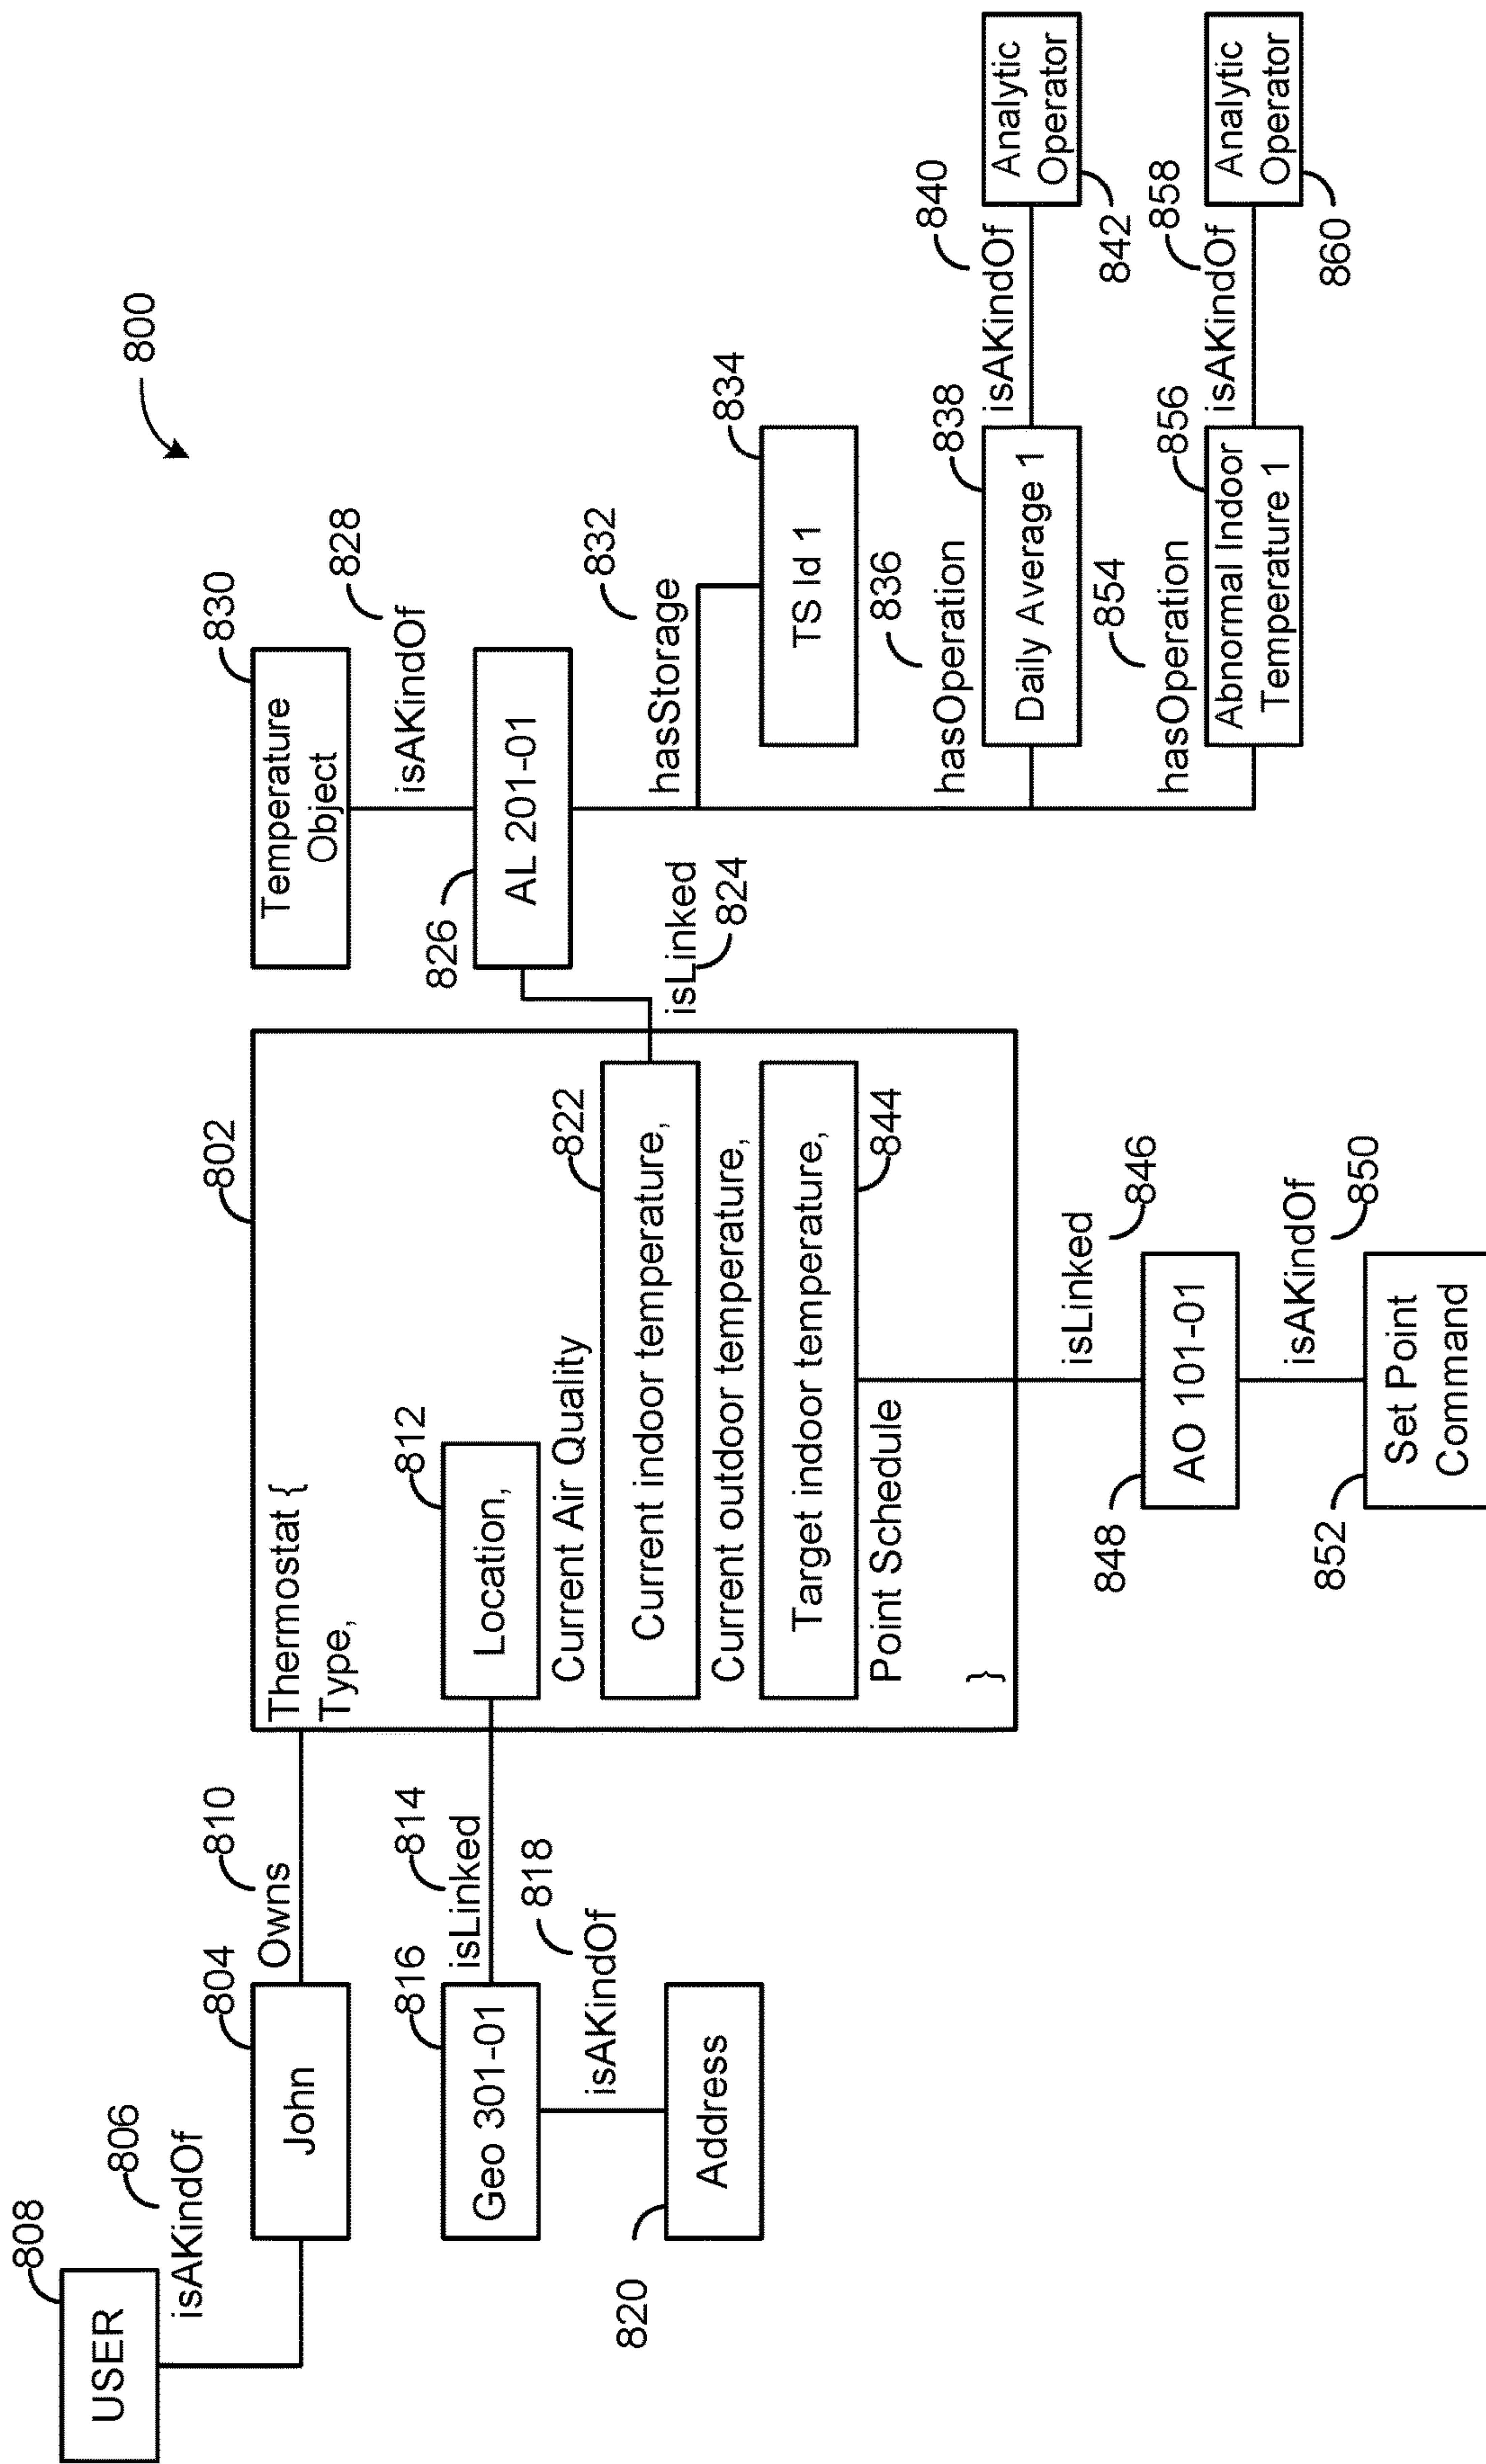 800
808
USER
806
isAKindOf
804
John
810
Owns
816
Geo 301-01
814
isLinked
818
isAKindOf
820
Address
802
Thermostat {
Type,
812
Location,
Current Air Quality
822
Current indoor temperature,
Current outdoor temperature,
844
Target indoor temperature,
Point Schedule
}
isLinked
846
848
AO 101-01
isAKindOf
850
852
Set Point
Command
830
Temperature
Object
828
isAKindOf
826
AL 201-01
isLinked
824
832
hasStorage
834
TS Id 1
836
hasOperation
838
Daily Average 1
840
isAKindOf
Analytic
Operator
842
854
hasOperation
856
Abnormal Indoor
Temperature 1
858
isAKindOf
Analytic
Operator
860